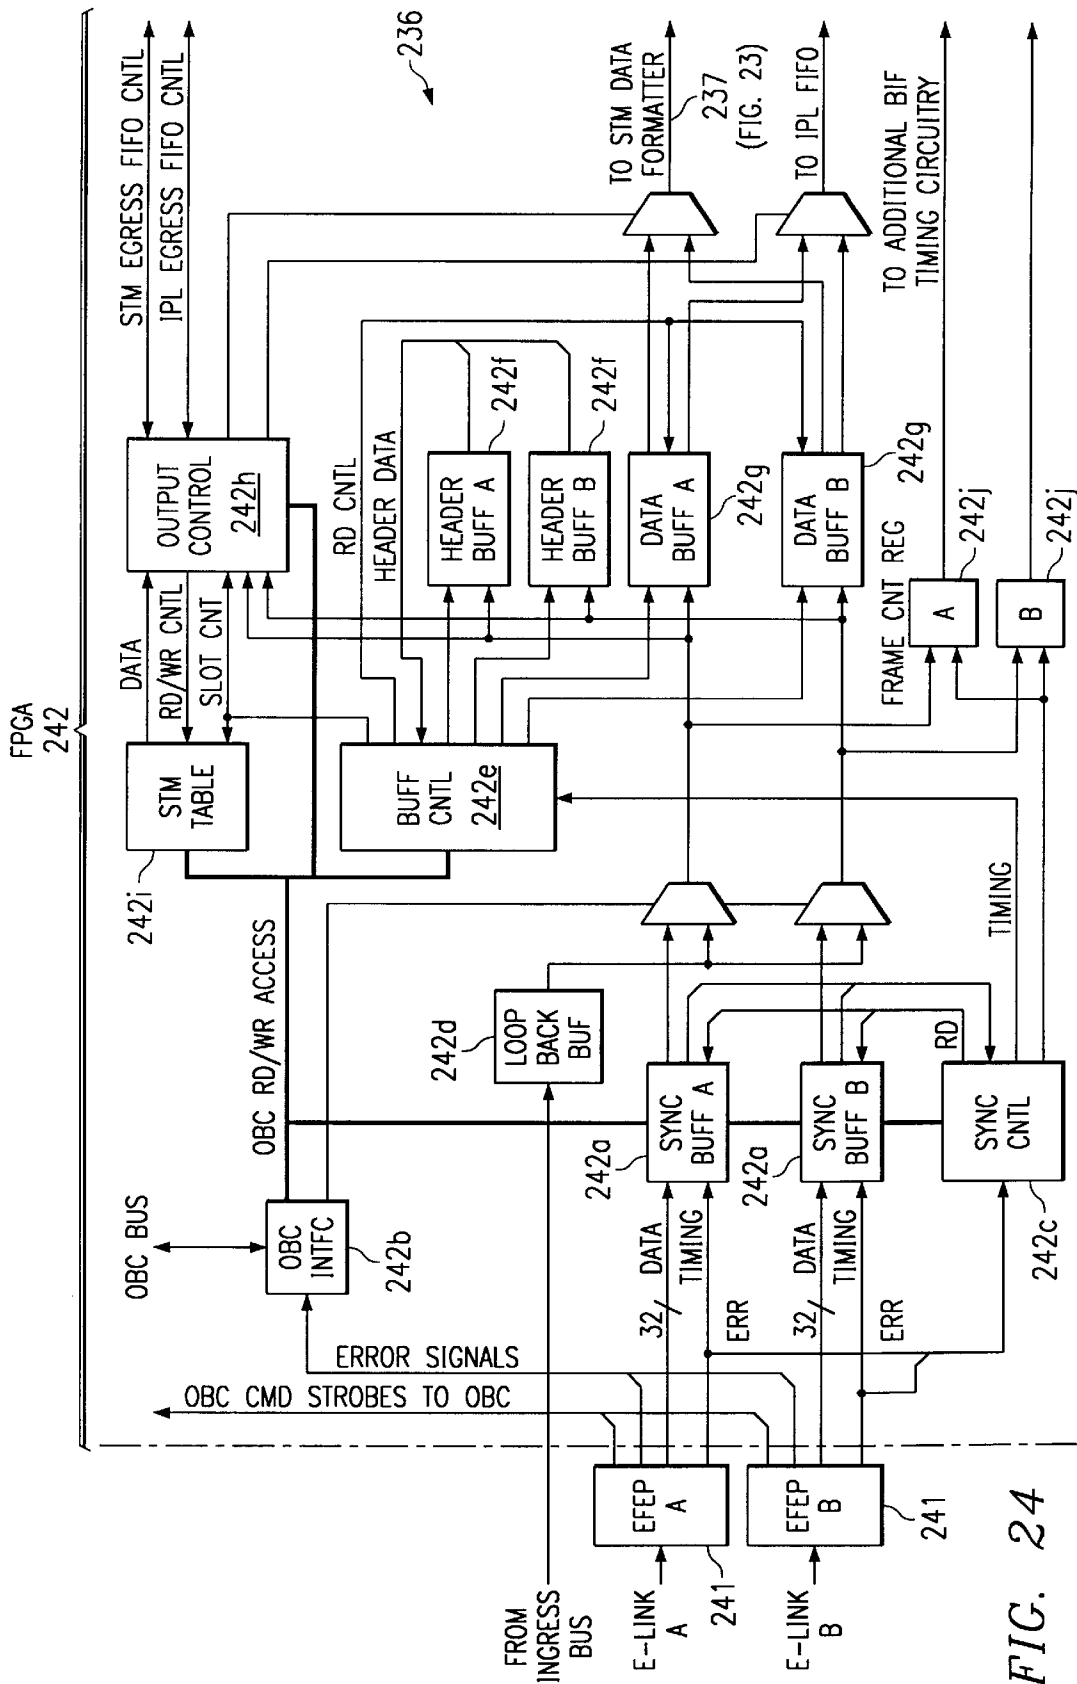 FPGA
242
STM EGRESS FIFO CNTL
IPL EGRESS FIFO CNTL
236
OBC BUS
OBC
INTFC
242b
OBC RD/WR ACCESS
242i
STM
TABLE
DATA
RD/WR CNTL
SLOT CNT
OUTPUT
CONTROL
242h
ERROR SIGNALS
OBC CMD STROBES TO OBC
BUFF
CNTL
242e
RD CNTL
HEADER DATA
HEADER
BUFF A
242f
HEADER
BUFF B
242f
FROM
INGRESS
BUS
242d
LOOP
BACK
BUF
TO STM DATA
FORMATTER
237
(FIG. 23)
E-LINK
A
EFEP
A
241
32
DATA
TIMING
ERR
242a
SYNC
BUFF A
DATA
BUFF A
242g
TO IPL FIFO
E-LINK
B
EFEP
B
241
32
DATA
TIMING
ERR
242a
SYNC
BUFF B
DATA
BUFF B
242g
RD
SYNC
CNTL
242c
TIMING
FRAME CNT REG
A
242j
TO ADDITIONAL BIF
TIMING CIRCUITRY
B
242j
FIG. 24